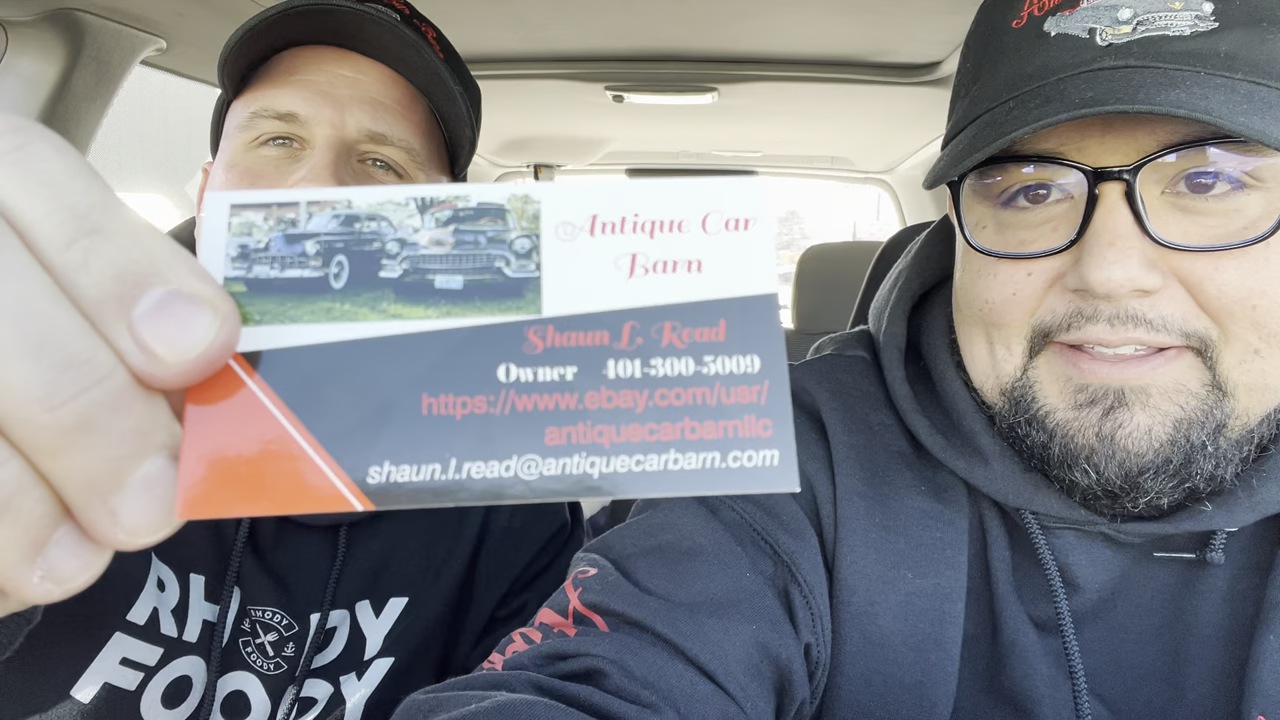 Antique Car
Barn
Shaun L. Read
Owner 401-300-5009
https://www.ebay.com/usr/
antiquecarbarnllc
shaun.l.read@antiquecarbarn.com
RHODY
FOODY
RHODY
FOODY